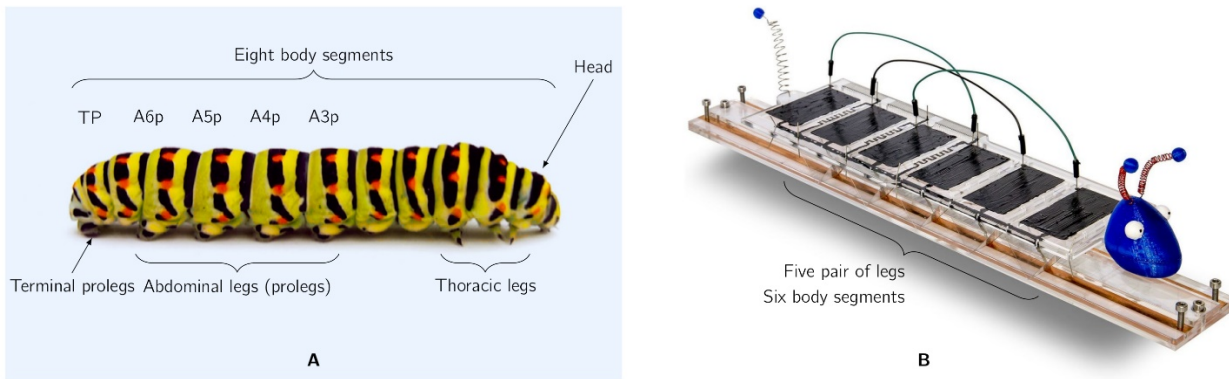 Eight body segments
Head
TP A6p A5p A4p A3p
Terminal prolegs Abdominal legs (prolegs) Thoracic legs
A
Five pair of legs
Six body segments
B